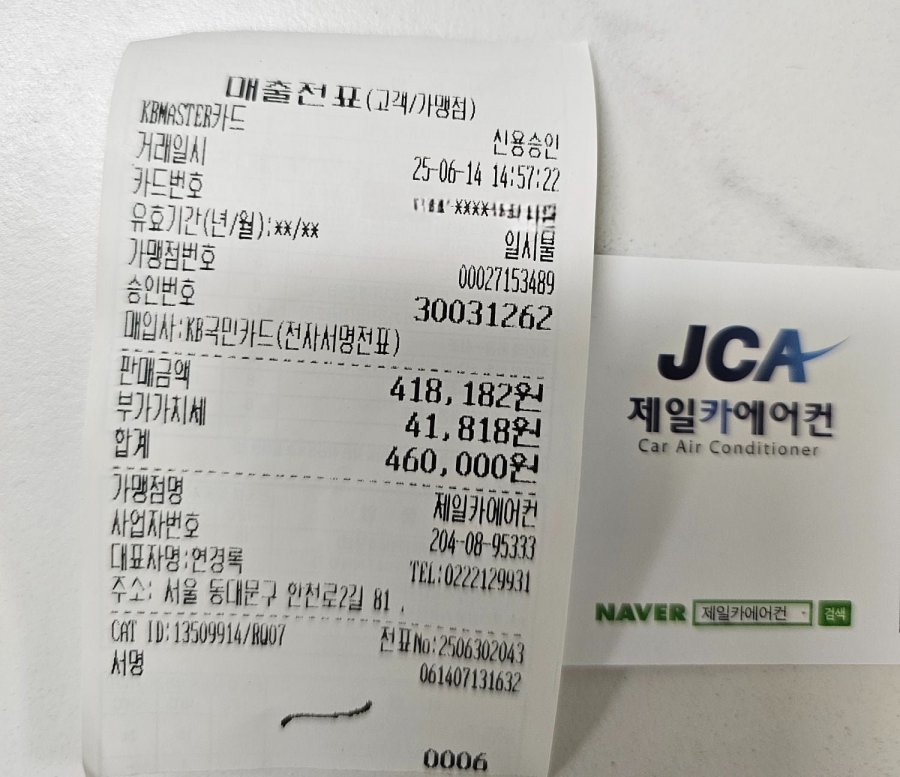 매출전표(고객/가맹점)
KBMASTER카드
신용승인
거래일시 25-06-14 14:57:22
카드번호
유효기간(년/월):**/** 일시불
가맹점번호 00027153489
승인번호 30031262
매입사:KB국민카드(전자서명전표)
판매금액 418,182원
부가가치세 41,818원
합계 460,000원
가맹점명 제일카에어컨
사업자번호 204-08-95333
대표자명:연경록 TEL:0222129931
주소: 서울 동대문구 안천로2길 81 .
CAT ID:13509914/RQ07 전표No:2506302043
서명 061407131632
0006
JCA
제일카에어컨
Car Air Conditioner
NAVER 제일카에어컨 검색